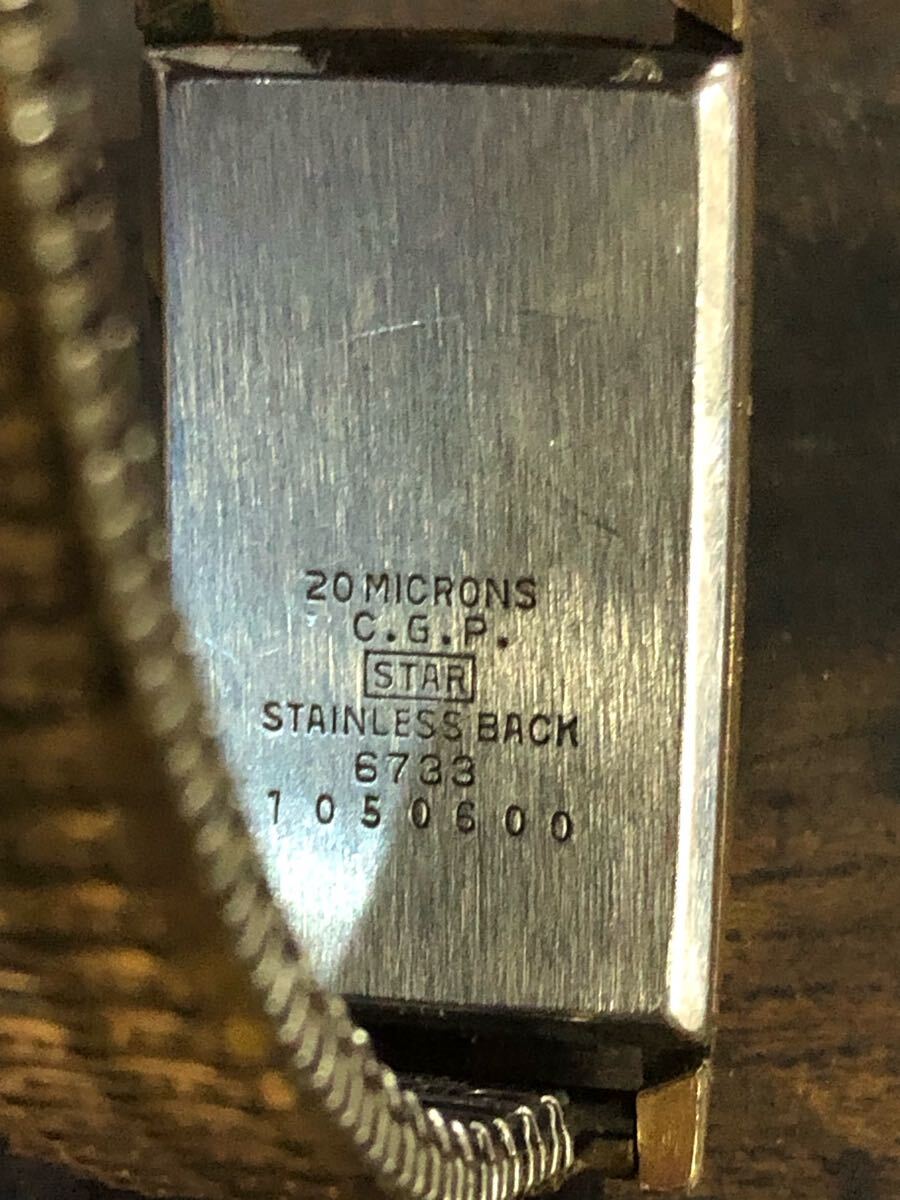 20 MICRONS
C.G.P.
STAR
STAINLESS BACK
6733
1050600